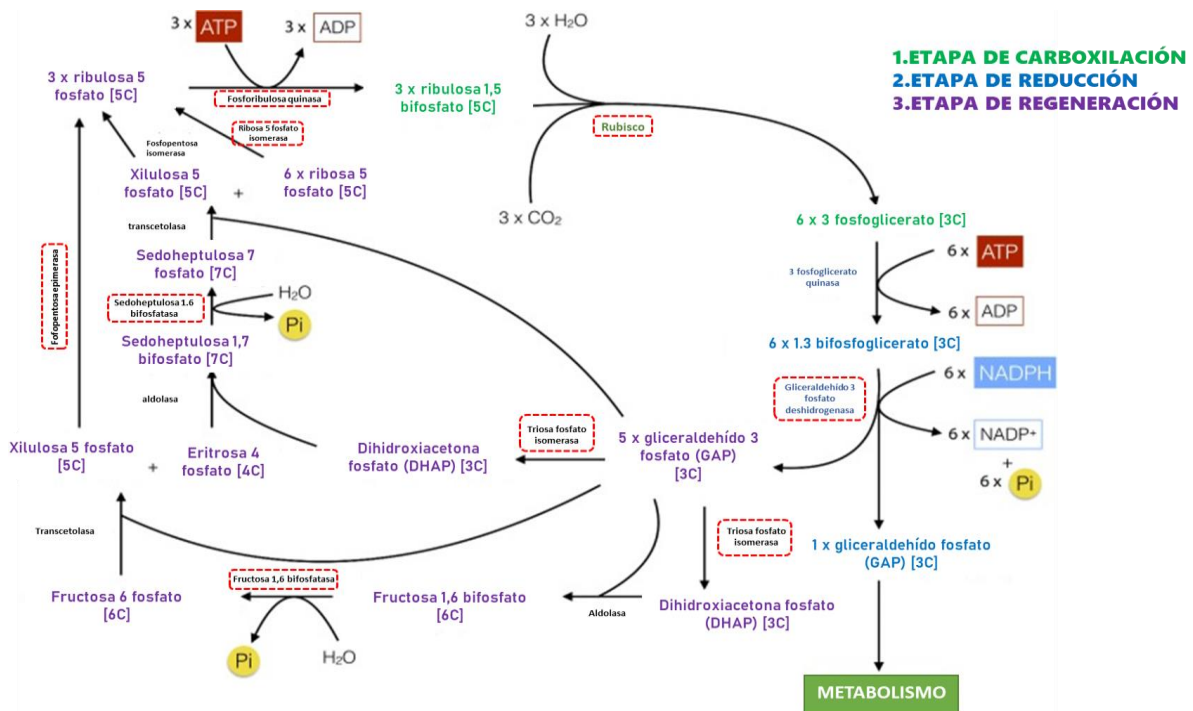 3 x ATP
3 x ADP
3 x H₂O
1.ETAPA DE CARBOXILACIÓN
2.ETAPA DE REDUCCIÓN
3.ETAPA DE REGENERACIÓN
3 x ribulosa 5
fosfato [5C]
Fosforibulosa quinasa
3 x ribulosa 1,5
bifosfato [5C]
Rubisco
Ribosa 5 fosfato
isomerasa
Fosfopentosa
isomerasa
Xilulosa 5
fosfato [5C]
+
6 x ribosa 5
fosfato [5C]
3 x CO₂
6 x 3 fosfoglicerato [3C]
transcetolasa
6 x ATP
3 fosfoglicerato
quinasa
6 x ADP
Sedoheptulosa 7
fosfato [7C]
Fofopentosa epimerasa
Sedoheptulosa 1.6
bifosfatasa
H₂O
Pi
Sedoheptulosa 1,7
bifosfato [7C]
6 x 1.3 bifosfoglicerato [3C]
6 x NADPH
Gliceraldehído 3
fosfato
deshidrogenasa
aldolasa
6 x NADP⁺
+
6 x Pi
Xilulosa 5 fosfato
[5C]
+
Eritrosa 4
fosfato [4C]
Dihidroxiacetona
fosfato (DHAP) [3C]
Triosa fosfato
isomerasa
5 x gliceraldehído 3
fosfato (GAP)
[3C]
Transcetolasa
Triosa fosfato
isomerasa
1 x gliceraldehído fosfato
(GAP) [3C]
Fructosa 6 fosfato
[6C]
Fructosa 1,6 bifosfatasa
Fructosa 1,6 bifosfato
[6C]
Aldolasa
Dihidroxiacetona fosfato
(DHAP) [3C]
Pi
H₂O
METABOLISMO